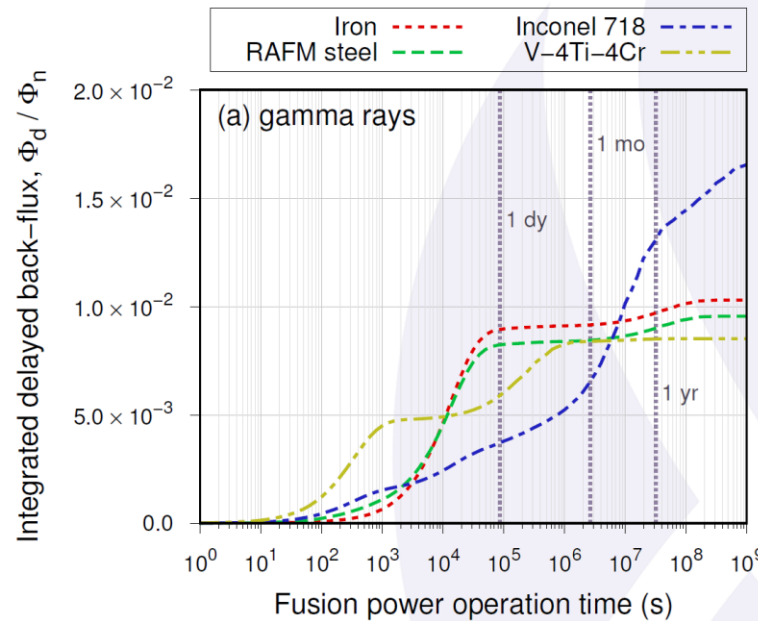 Iron
RAFM steel
Inconel 718
V−4Ti−4Cr
(a) gamma rays
1 dy
1 mo
1 yr
Integrated delayed back−flux, Φd / Φn
2.0 × 10⁻²
1.5 × 10⁻²
1.0 × 10⁻²
5.0 × 10⁻³
0.0
10⁰ 10¹ 10² 10³ 10⁴ 10⁵ 10⁶ 10⁷ 10⁸ 10⁹
Fusion power operation time (s)